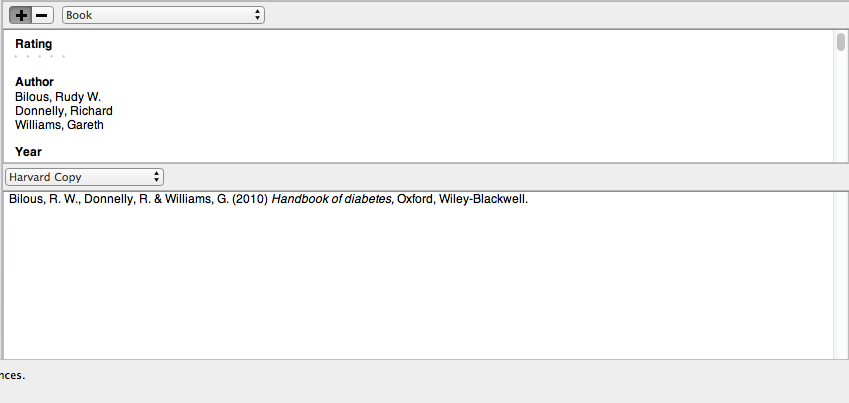 Book
Rating
Author
Bilous, Rudy W.
Donnelly, Richard
Williams, Gareth
Year
Harvard Copy
Bilous, R. W., Donnelly, R. & Williams, G. (2010) Handbook of diabetes, Oxford, Wiley-Blackwell.
nces.